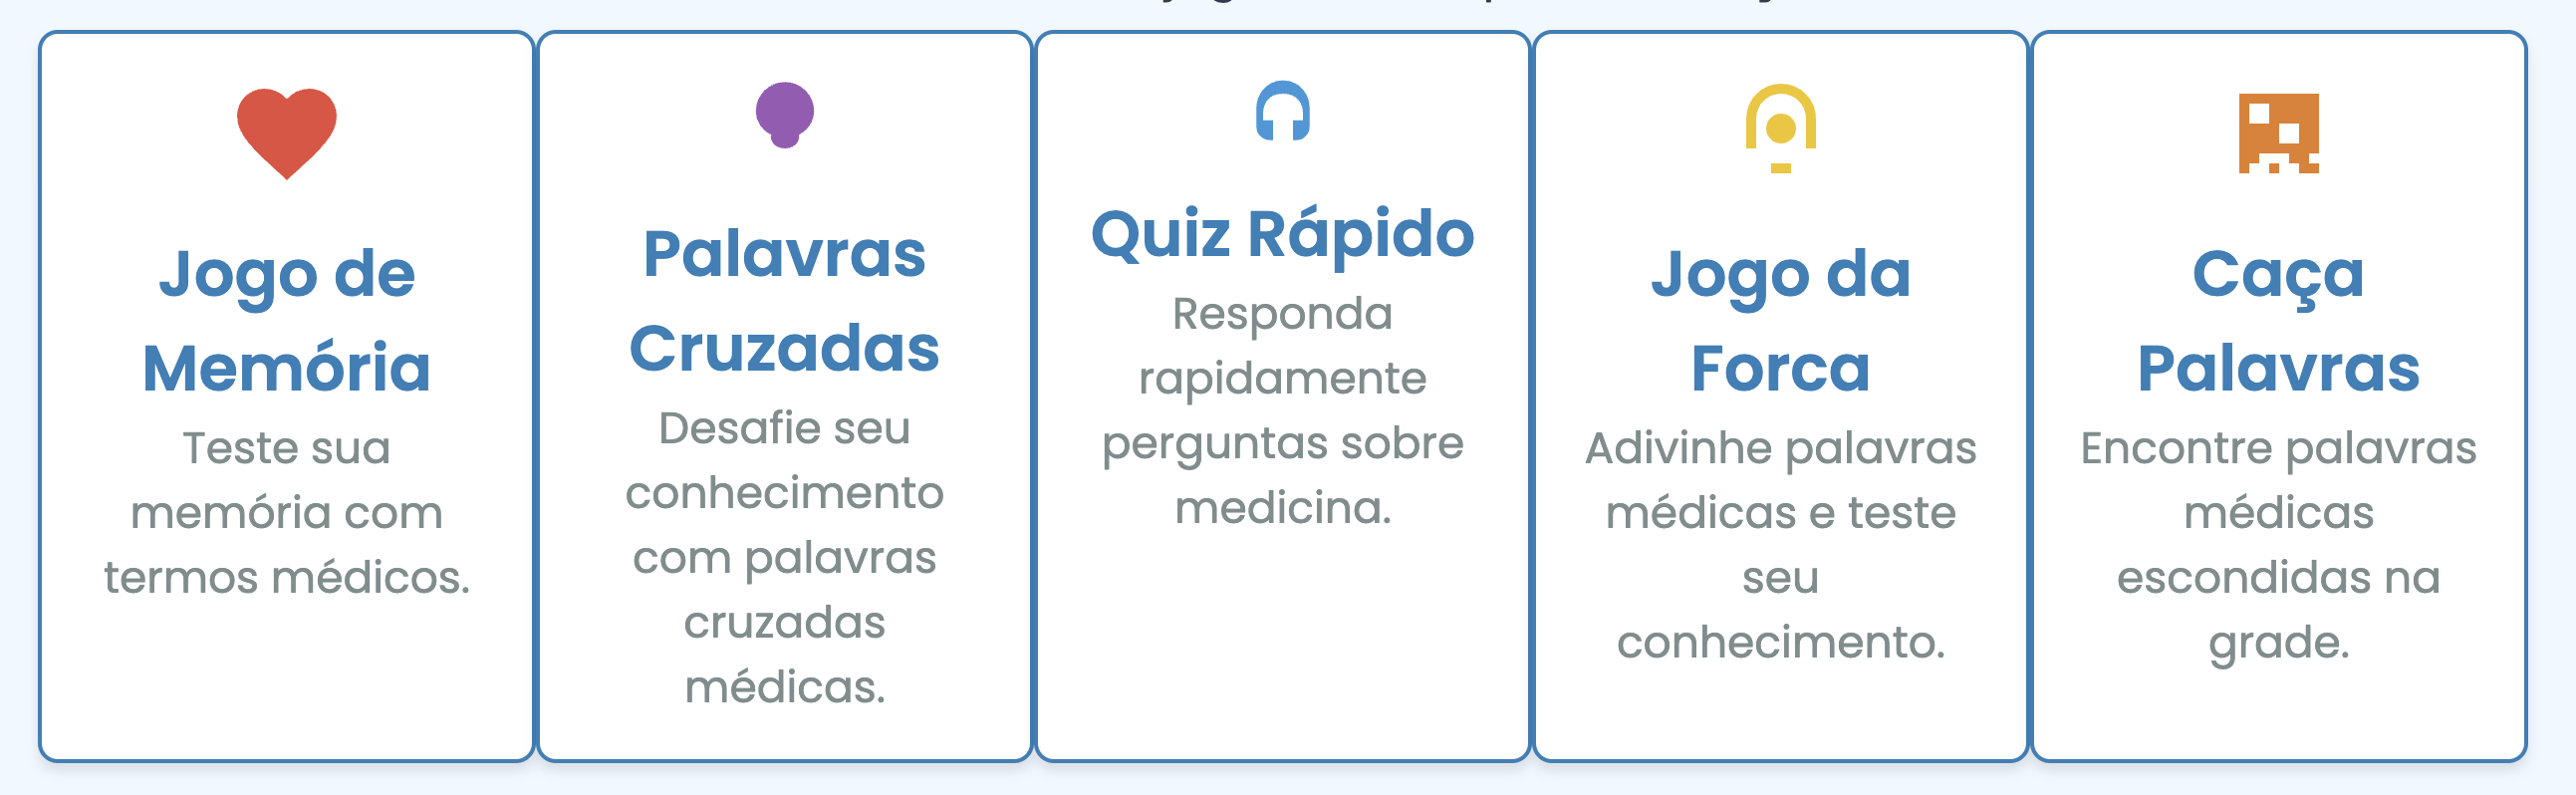 Jogo de
Memória
Teste sua
memória com
termos médicos.
Palavras
Cruzadas
Desafie seu
conhecimento
com palavras
cruzadas
médicas.
Quiz Rápido
Responda
rapidamente
perguntas sobre
medicina.
Jogo da
Forca
Adivinhe palavras
médicas e teste
seu
conhecimento.
Caça
Palavras
Encontre palavras
médicas
escondidas na
grade.